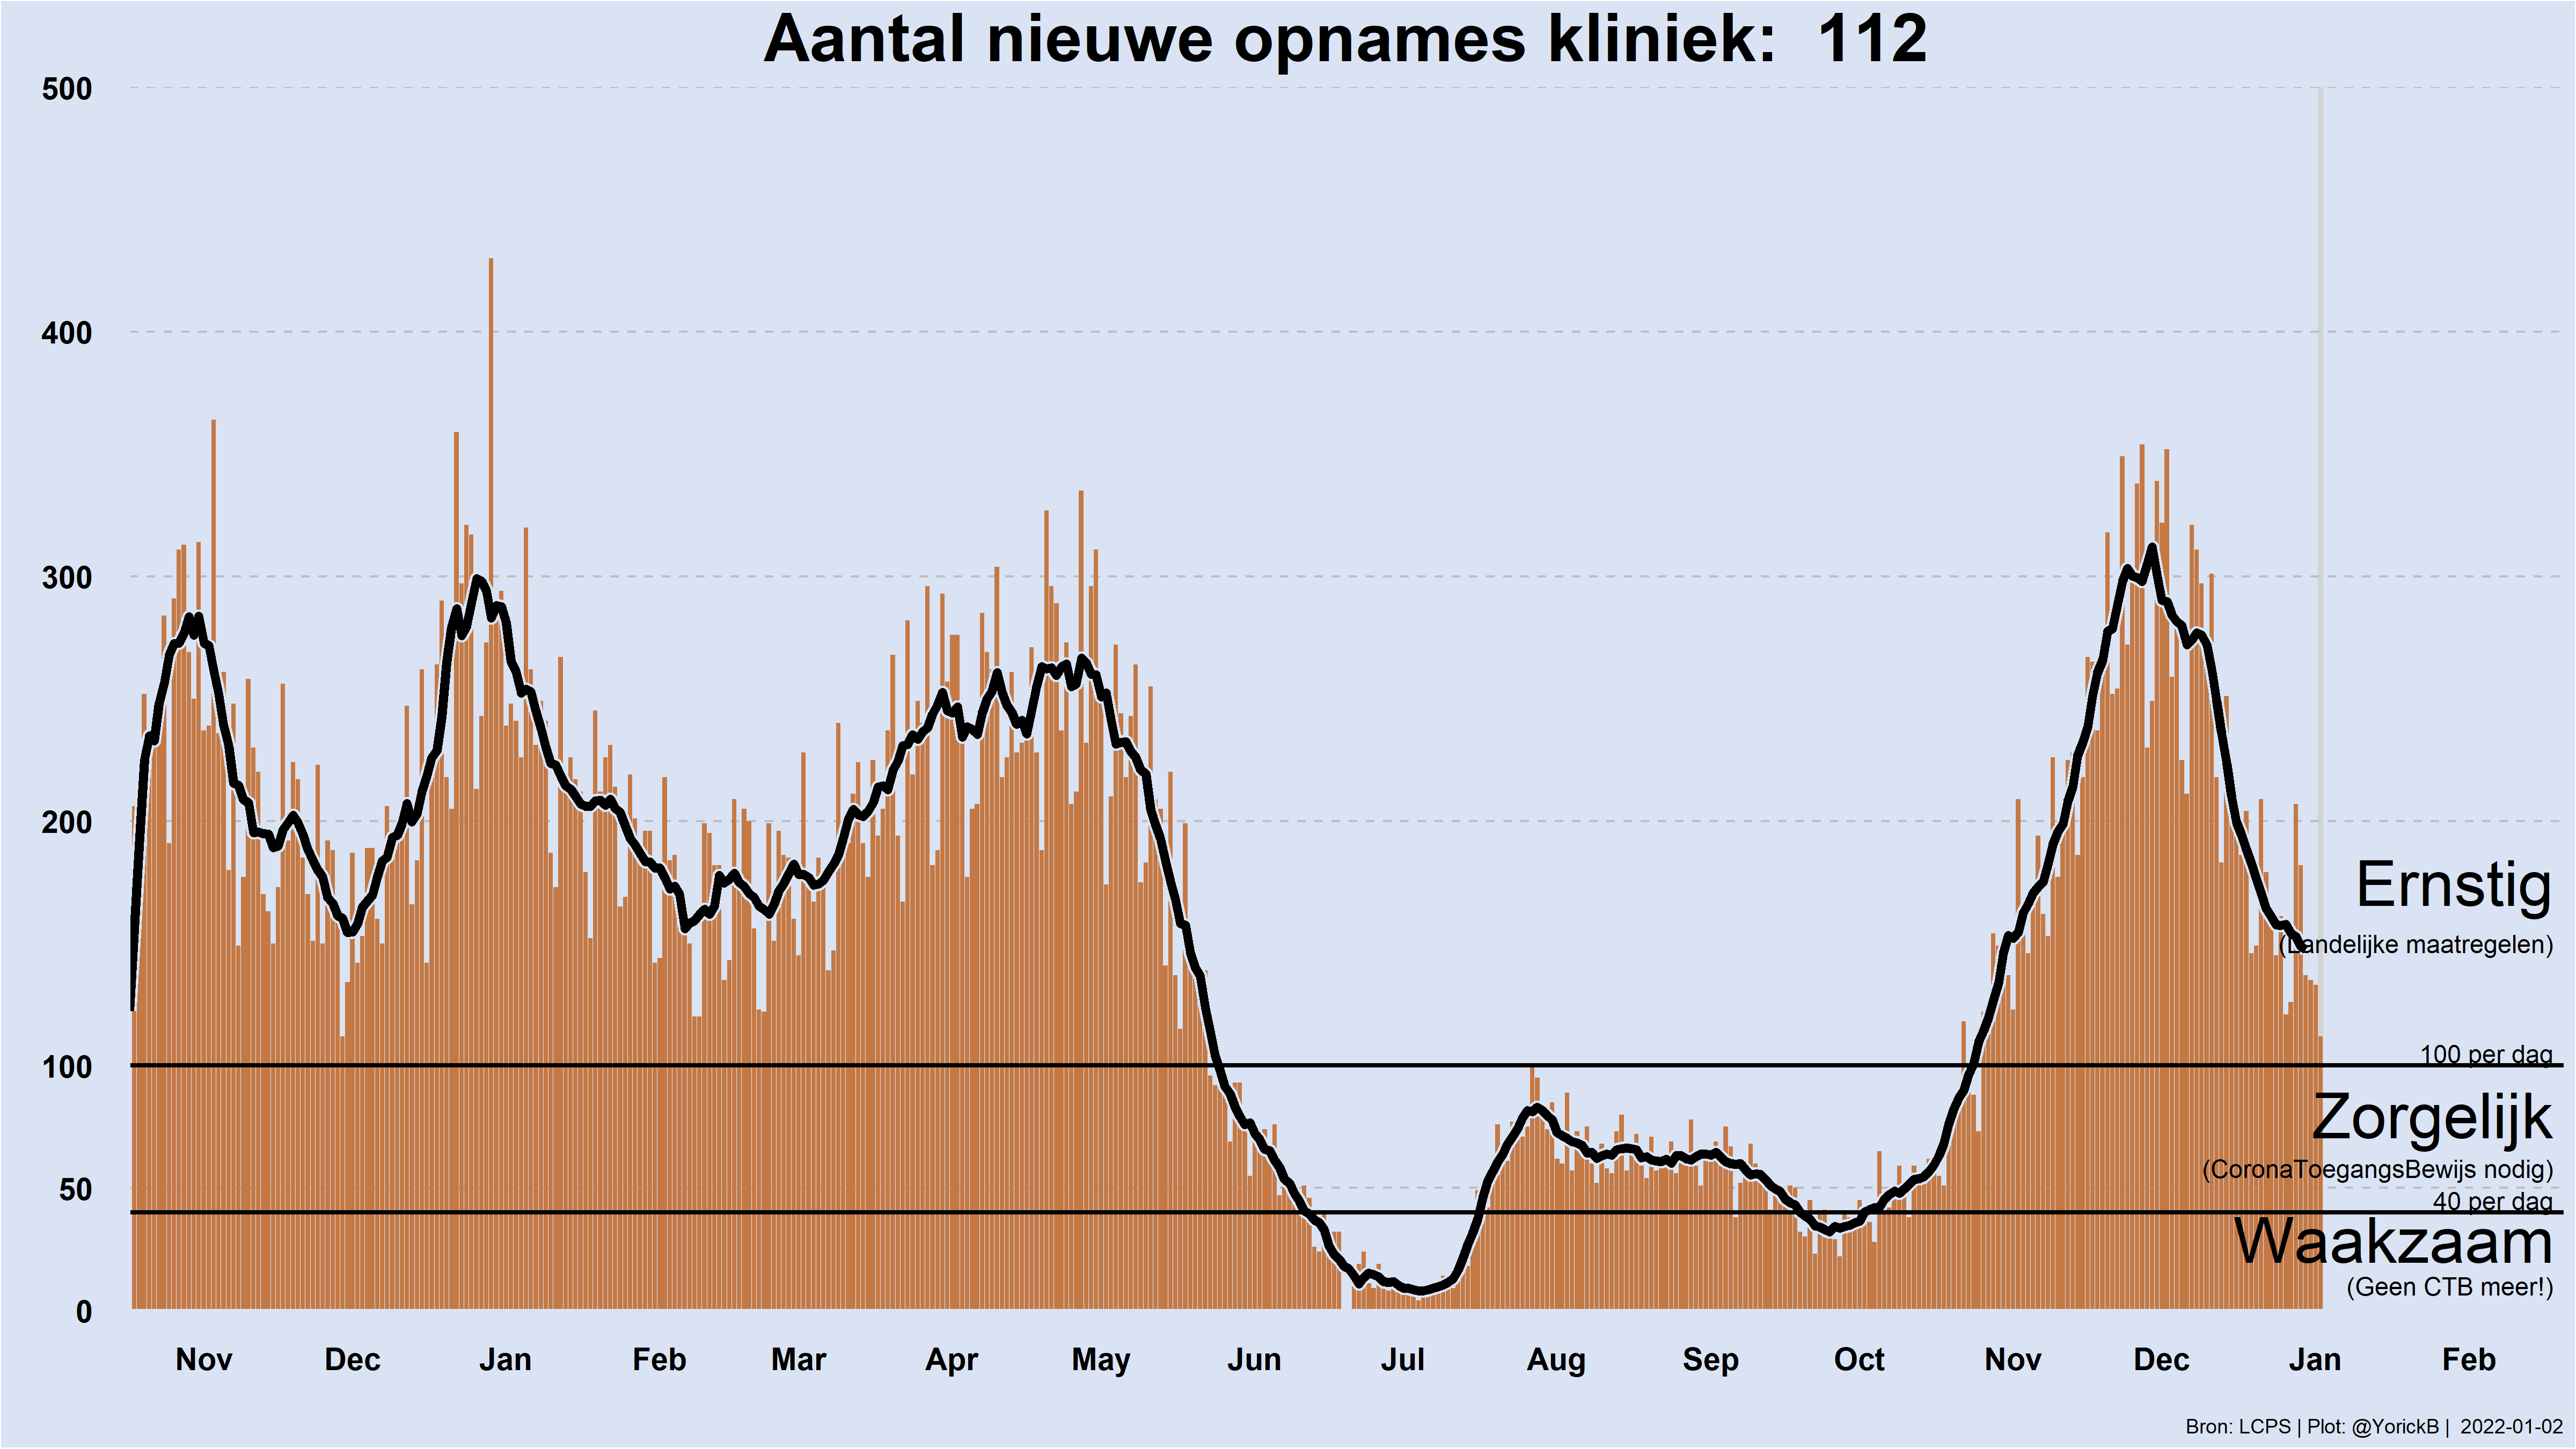 Aantal nieuwe opnames kliniek: 112
500
400
300
200
100
50
0
Ernstig
(Landelijke maatregelen)
100 per dag
Zorgelijk
(CoronaToegangsBewijs nodig)
40 per dag
Waakzaam
(Geen CTB meer!)
Nov Dec Jan Feb Mar Apr May Jun Jul Aug Sep Oct Nov Dec Jan Feb
Bron: LCPS | Plot: @YorickB | 2022-01-02